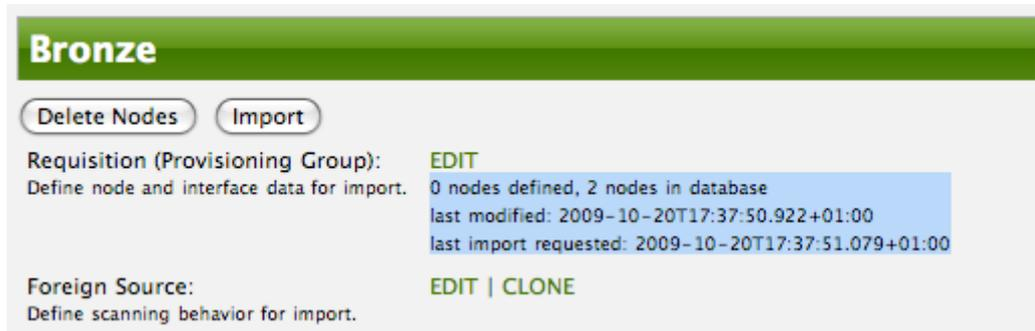 Bronze
Delete Nodes Import
Requisition (Provisioning Group): EDIT
Define node and interface data for import. 0 nodes defined, 2 nodes in database
last modified: 2009-10-20T17:37:50.922+01:00
last import requested: 2009-10-20T17:37:51.079+01:00
Foreign Source: EDIT | CLONE
Define scanning behavior for import.